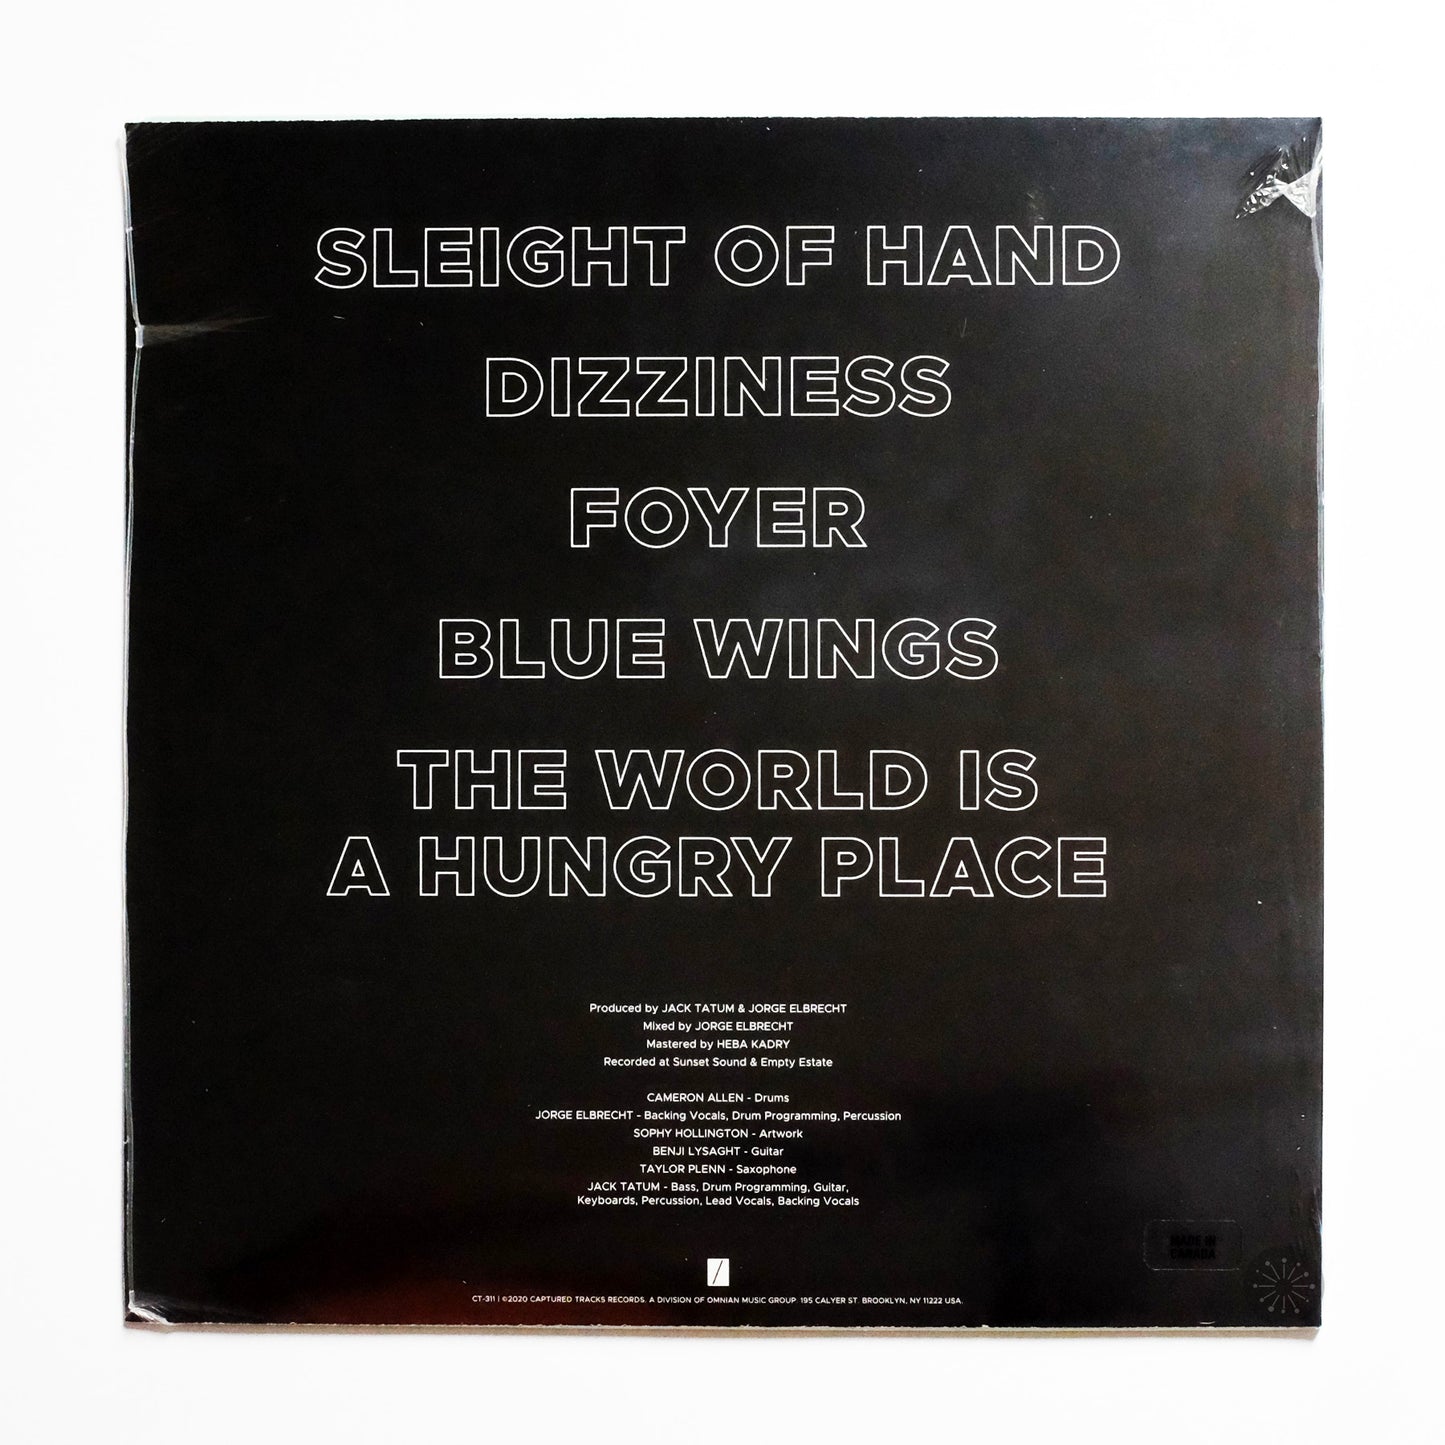 SLEIGHT OF HAND
DIZZINESS
FOYER
BLUE WINGS
THE WORLD IS
A HUNGRY PLACE
Produced by JACK TATUM & JORGE ELBRECHT
Mixed by JORGE ELBRECHT
Mastered by HEBA KADRY
Recorded at Sunset Sound & Empty Estate
CAMERON ALLEN - Drums
JORGE ELBRECHT - Backing Vocals, Drum Programming, Percussion
SOPHY HOLLINGTON - Artwork
BENJI LYSAGHT - Guitar
TAYLOR PLENN - Saxophone
JACK TATUM - Bass, Drum Programming, Guitar,
Keyboards, Percussion, Lead Vocals, Backing Vocals
MADE IN
CANADA
CT-311 | ©2020 CAPTURED TRACKS RECORDS. A DIVISION OF OMNIAN MUSIC GROUP. 195 CALYER ST. BROOKLYN, NY 11222 USA.